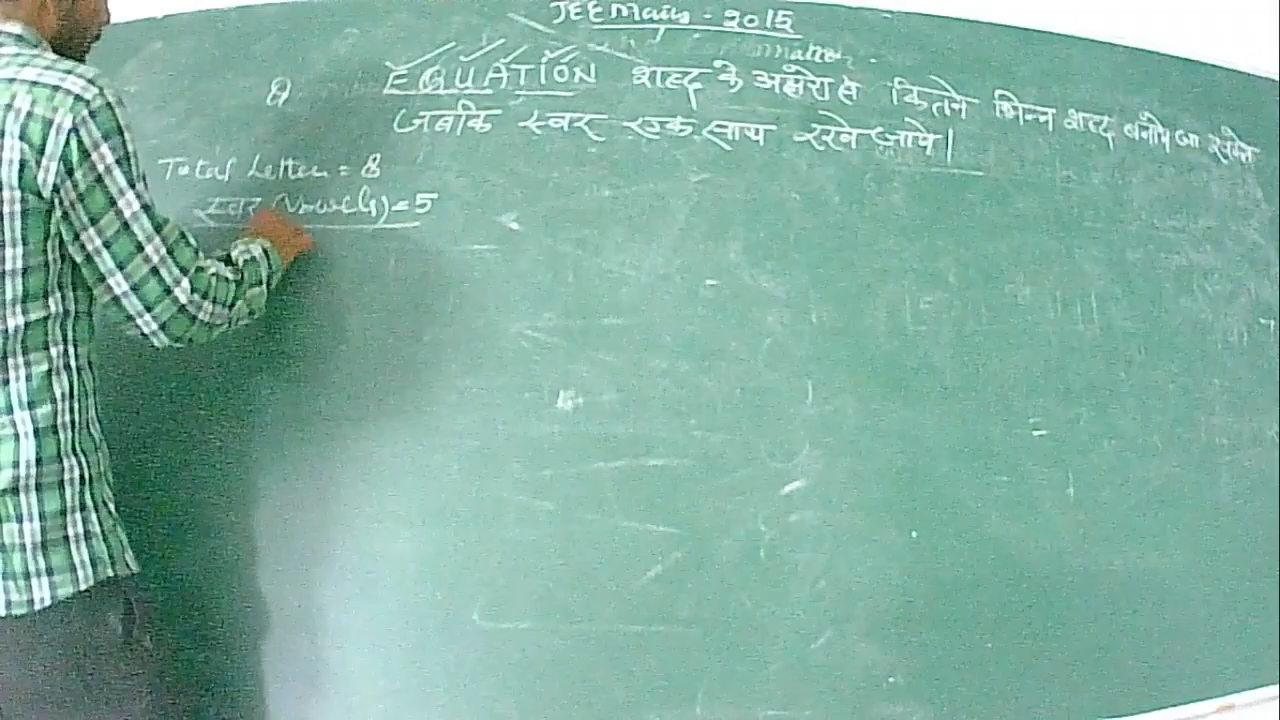 JEE Mains - 2015
Q EQUATION शब्द के अक्षरों से कितने भिन्न शब्द बनाये जा सकते
जबकि स्वर एक साथ रखे जाये।
Total Letter = 8
स्वर (Vowels) = 5